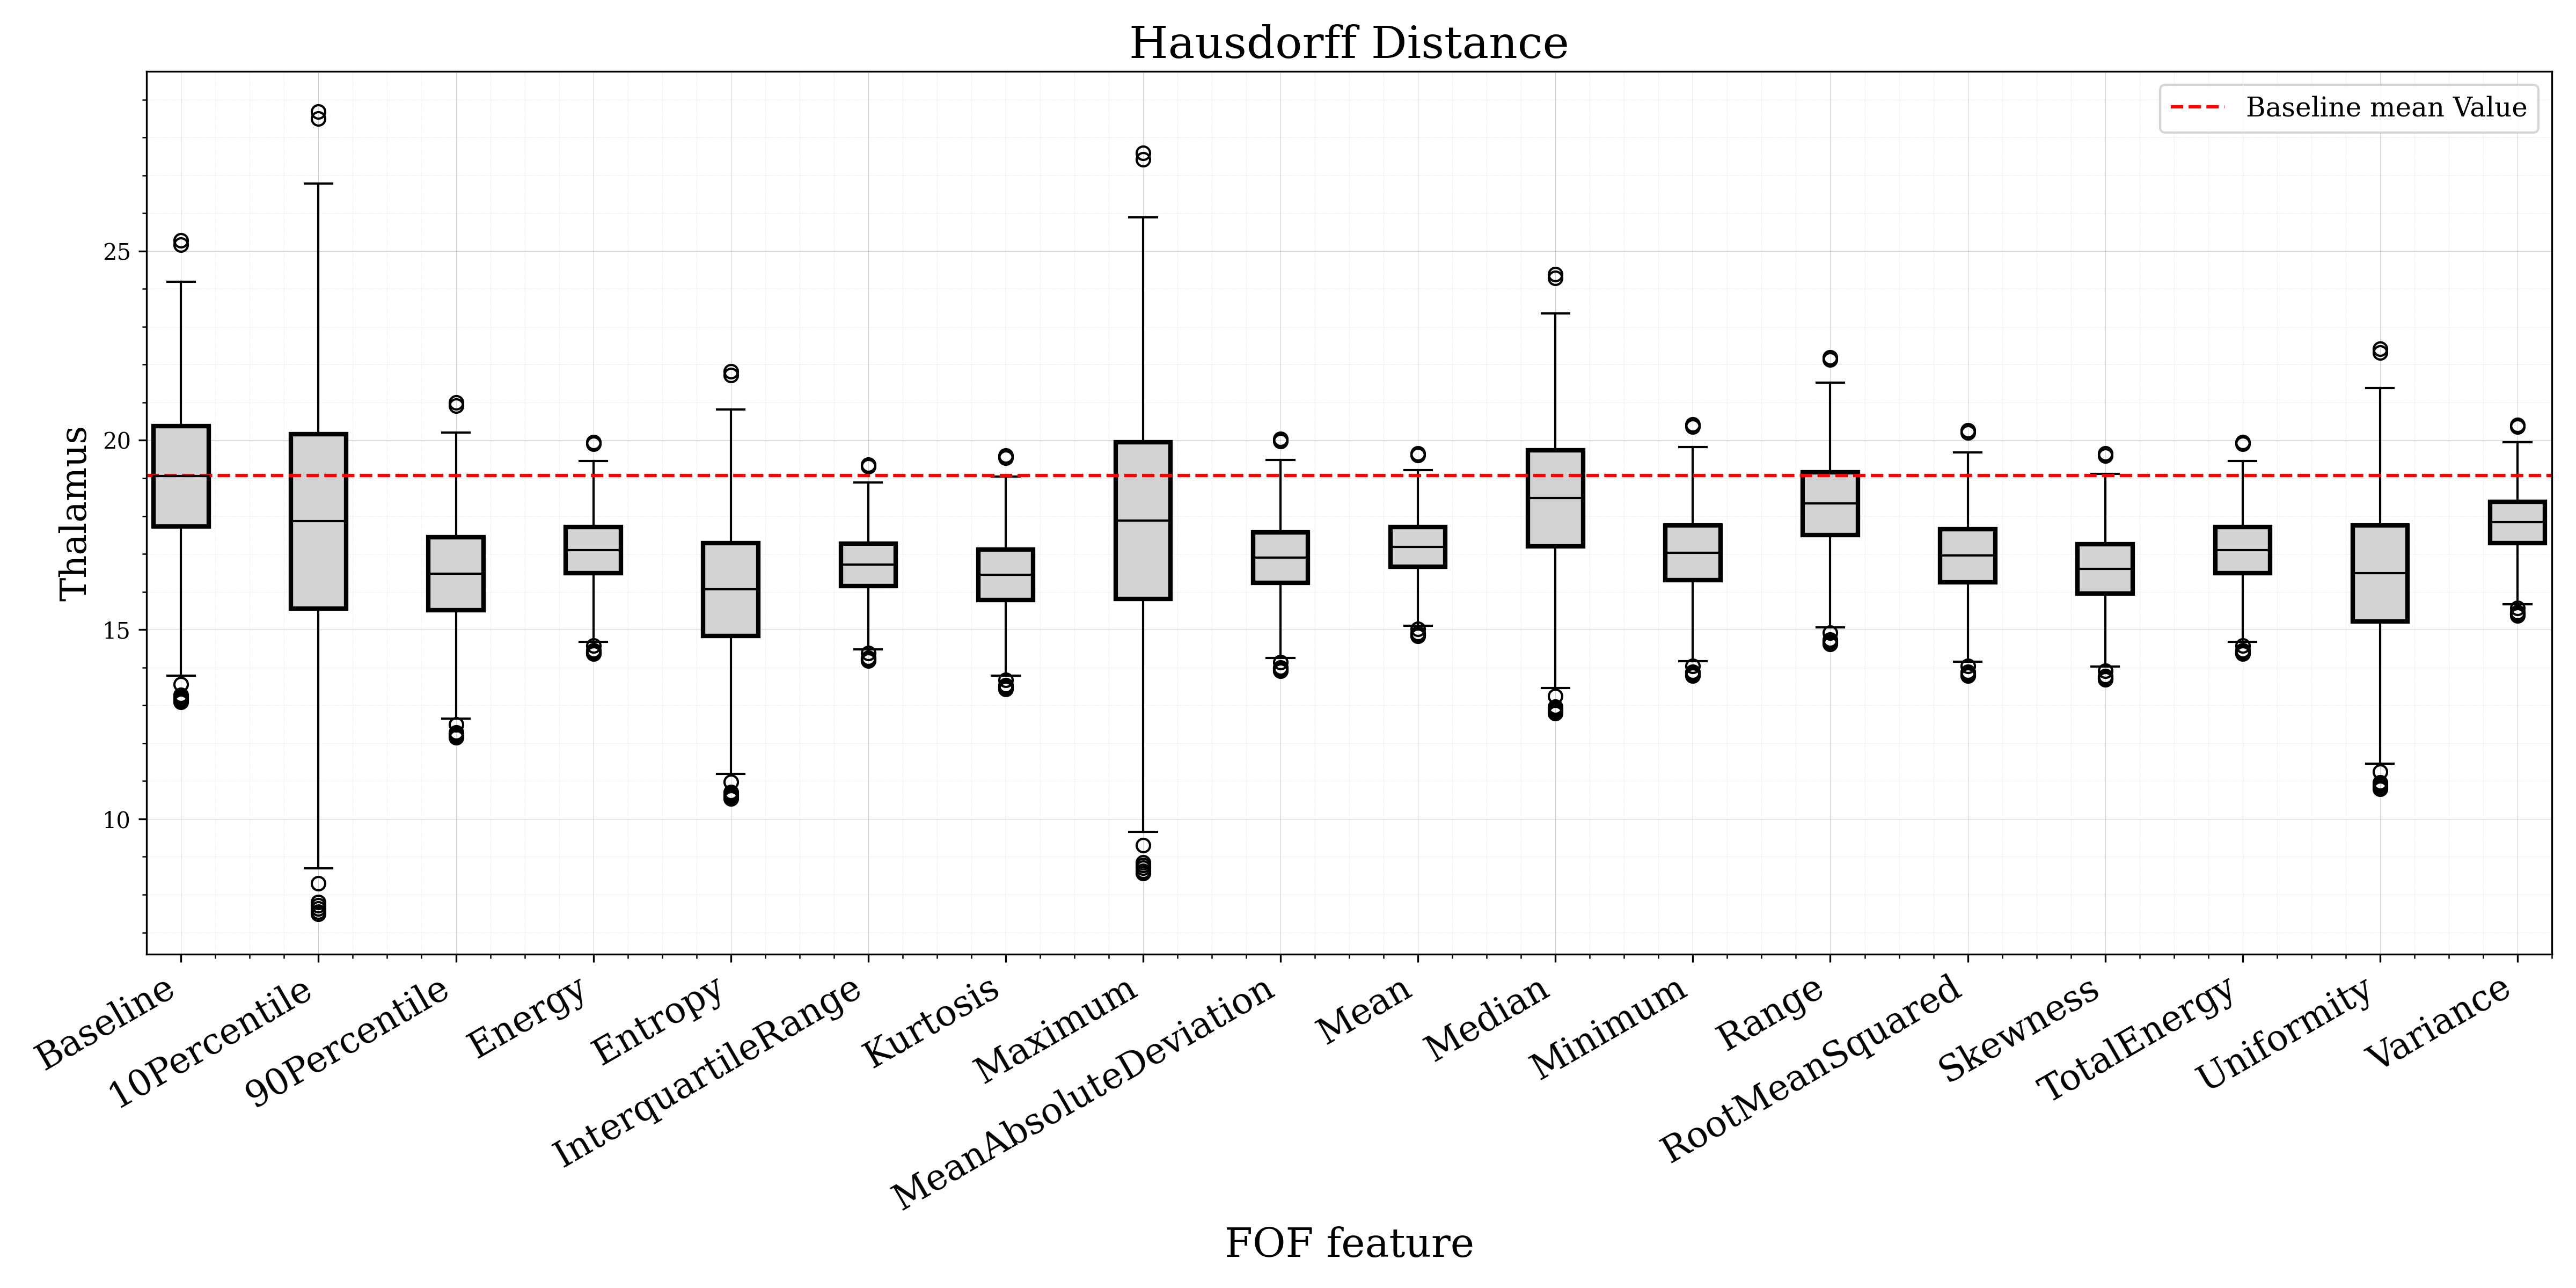 Hausdorff Distance
Baseline mean Value
Thalamus
25
20
15
10
Baseline
10Percentile
90Percentile
Energy
Entropy
InterquartileRange
Kurtosis
Maximum
MeanAbsoluteDeviation
Mean
Median
Minimum
Range
RootMeanSquared
Skewness
TotalEnergy
Uniformity
Variance
FOF feature